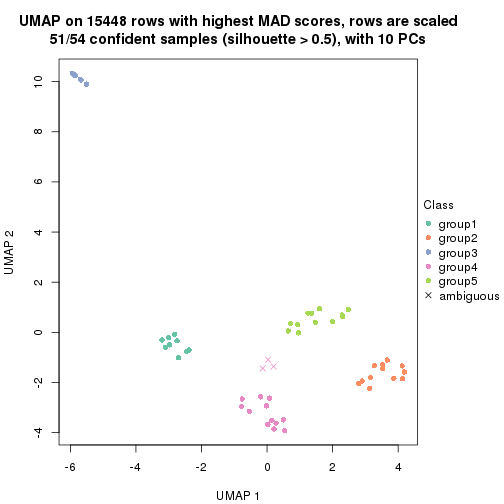 UMAP on 15448 rows with highest MAD scores, rows are scaled
51/54 confident samples (silhouette > 0.5), with 10 PCs
10
8
6
4
2
0
-2
-4
UMAP 2
-6
-4
-2
0
2
4
UMAP 1
Class
group1
group2
group3
group4
group5
ambiguous